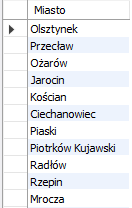 Miasto
Olsztynek
Przecław
Ożarów
Jarocin
Kościan
Ciechanowiec
Piaski
Piotrków Kujawski
Radłów
Rzepin
Mrocza